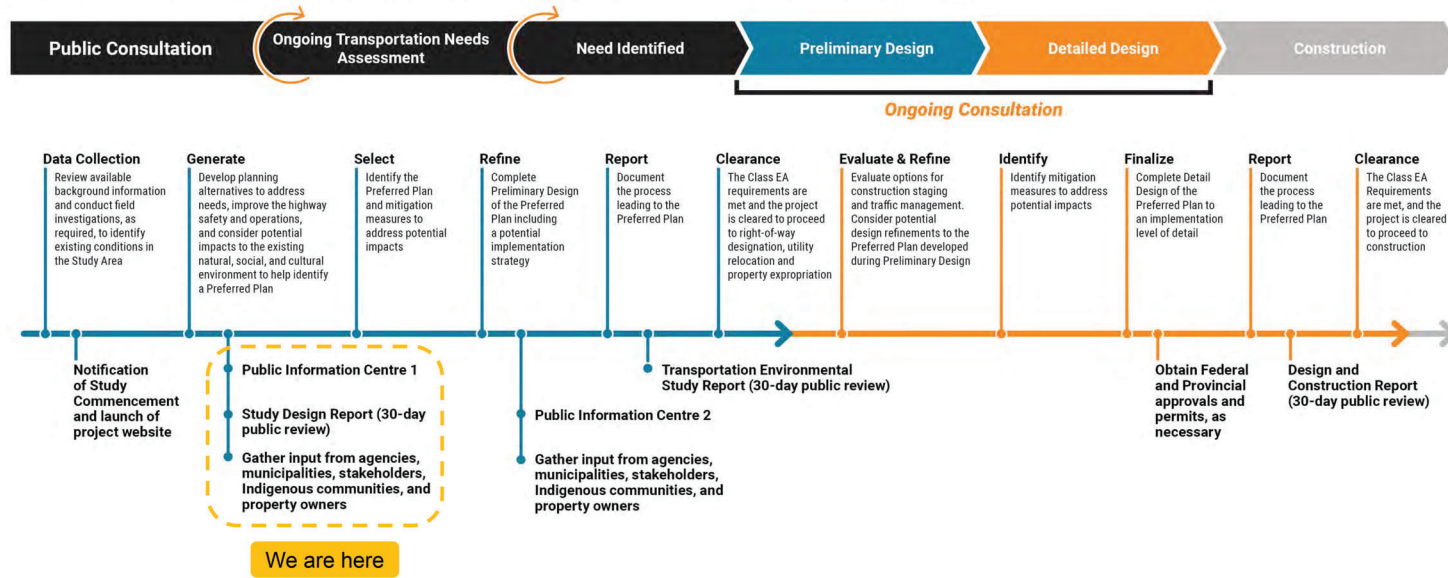 Public Consultation
Ongoing Transportation Needs
Assessment
Need Identified
Preliminary Design
Detailed Design
Construction
Ongoing Consultation
Data Collection
Review available
background information
and conduct field
investigations, as
required, to identify
existing conditions in
the Study Area
Generate
Develop planning
alternatives to address
needs, improve the highway
safety and operations,
and consider potential
impacts to the existing
natural, social, and cultural
environment to help identify
a Preferred Plan
Select
Identify the
Preferred Plan
and mitigation
measures to
address potential
impacts
Refine
Complete
Preliminary Design
of the Preferred
Plan including
a potential
implementation
strategy
Report
Document
the process
leading to the
Preferred Plan
Clearance
The Class EA
requirements are
met and the project
is cleared to proceed
to right-of-way
designation, utility
relocation and
property expropriation
Evaluate & Refine
Evaluate options for
construction staging
and traffic management.
Consider potential
design refinements to the
Preferred Plan developed
during Preliminary Design
Identify
Identify mitigation
measures to address
potential impacts
Finalize
Complete Detail
Design of the
Preferred Plan to
an implementation
level of detail
Report
Document
the process
leading to the
Preferred Plan
Clearance
The Class EA
Requirements
are met, and the
project is cleared
to proceed to
construction
Notification
of Study
Commencement
and launch of
project website
Public Information Centre 1
Study Design Report (30-day
public review)
Gather input from agencies,
municipalities, stakeholders,
Indigenous communities, and
property owners
We are here
Public Information Centre 2
Gather input from agencies,
municipalities, stakeholders,
Indigenous communities, and
property owners
Transportation Environmental
Study Report (30-day public review)
Obtain Federal
and Provincial
approvals and
permits, as
necessary
Design and
Construction Report
(30-day public review)